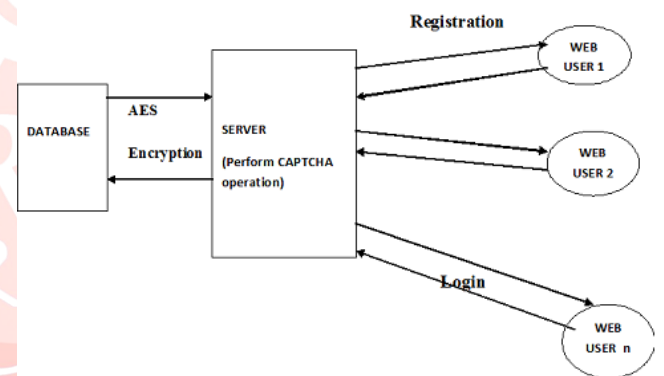 Registration
WEB
USER 1
DATABASE
AES
Encryption
SERVER
(Perform CAPTCHA
operation)
WEB
USER 2
Login
WEB
USER n